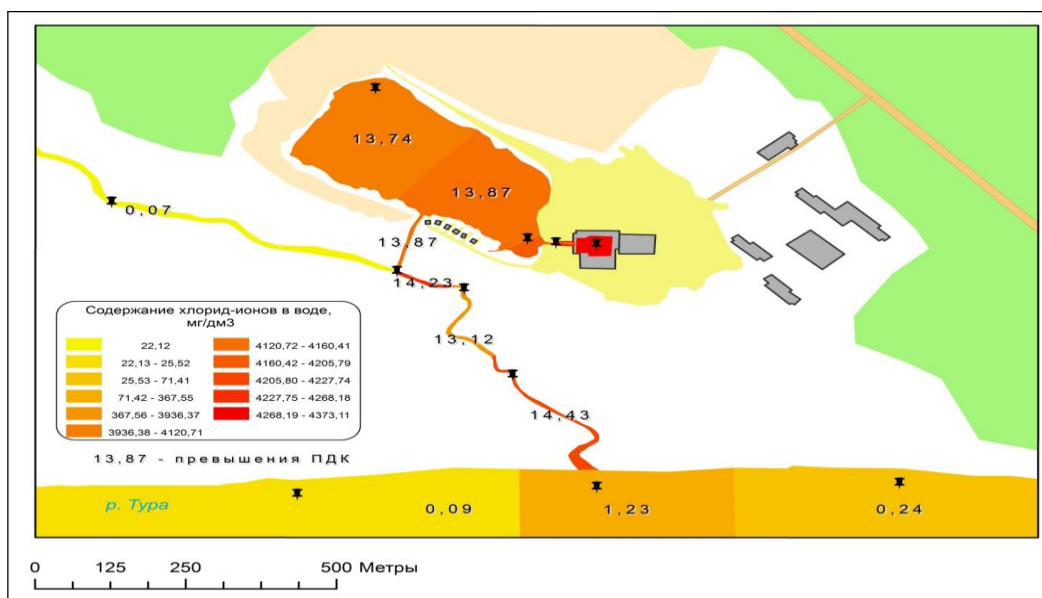 13,74
13,87
0,07
13,87
14,23
13,12
14,43
Содержание хлорид-ионов в воде,
мг/дм3
22,12
22,13 - 25,52
25,53 - 71,41
71,42 - 367,55
367,56 - 3936,37
3936,38 - 4120,71
4120,72 - 4160,41
4160,42 - 4205,79
4205,80 - 4227,74
4227,75 - 4268,18
4268,19 - 4373,11
13,87 - превышения ПДК
р. Тура
0,09
1,23
0,24
0 125 250 500 Метры